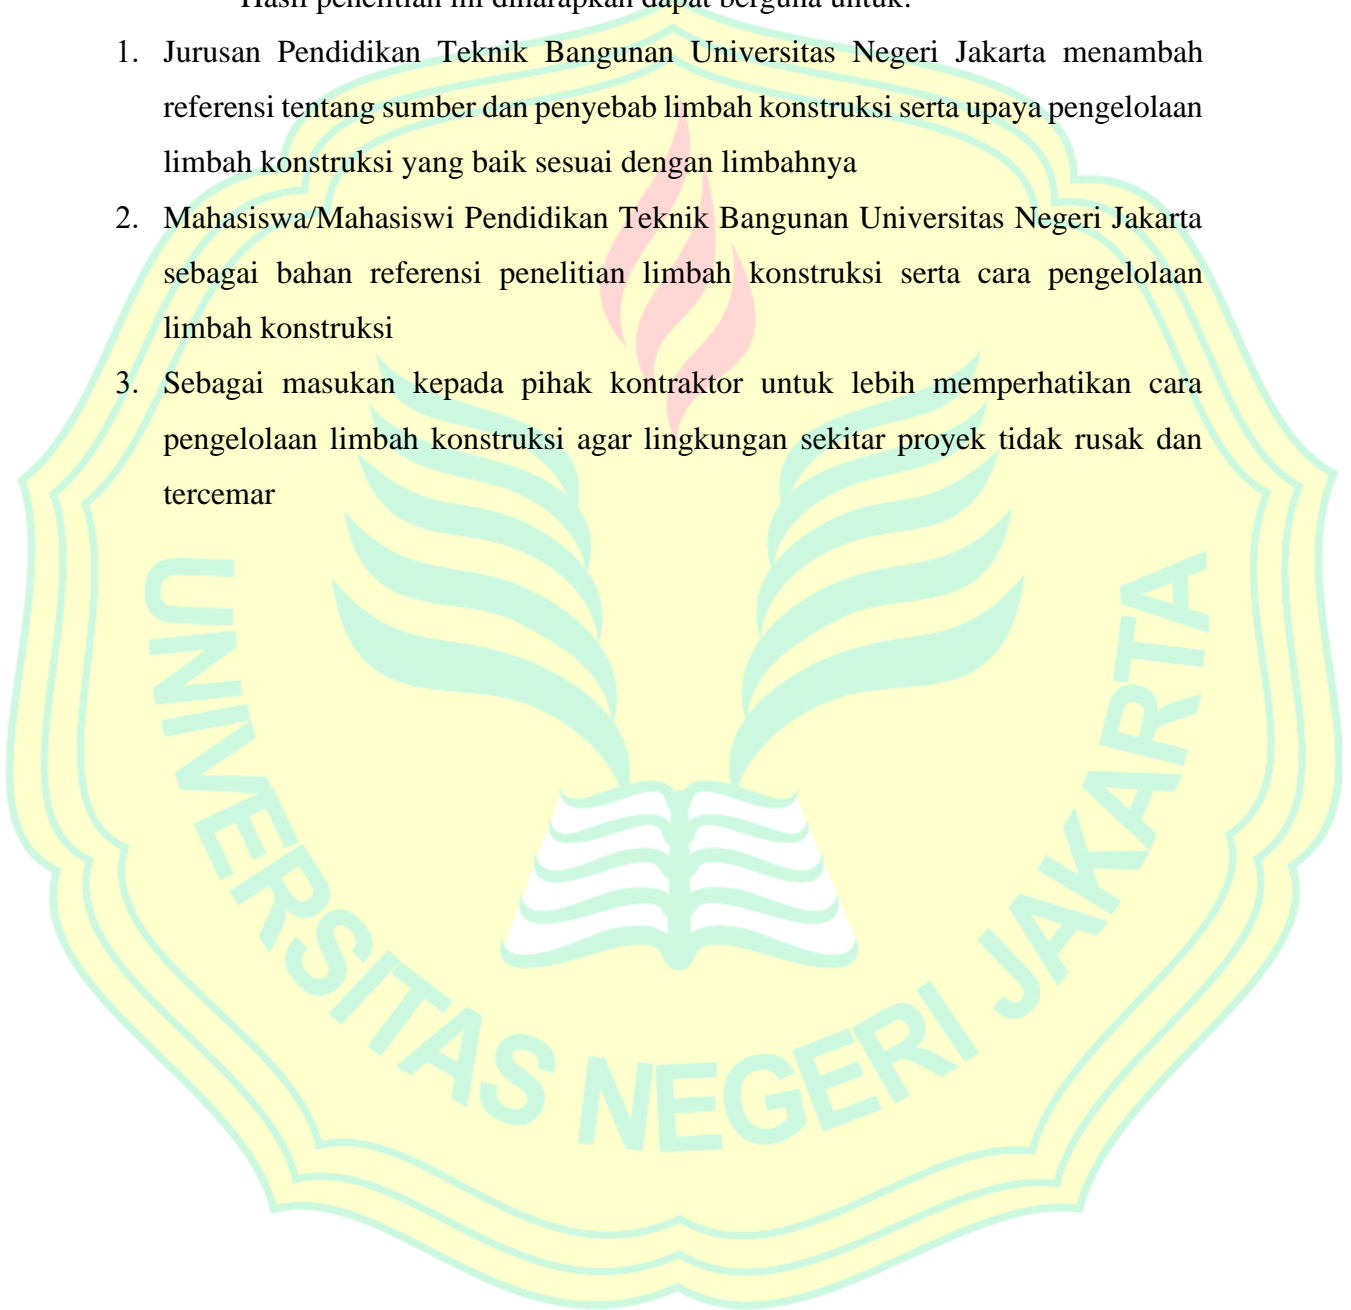 Hasil penelitian ini diharapkan dapat berguna untuk:
1. Jurusan Pendidikan Teknik Bangunan Universitas Negeri Jakarta menambah
referensi tentang sumber dan penyebab limbah konstruksi serta upaya pengelolaan
limbah konstruksi yang baik sesuai dengan limbahnya
2. Mahasiswa/Mahasiswi Pendidikan Teknik Bangunan Universitas Negeri Jakarta
sebagai bahan referensi penelitian limbah konstruksi serta cara pengelolaan
limbah konstruksi
3. Sebagai masukan kepada pihak kontraktor untuk lebih memperhatikan cara
pengelolaan limbah konstruksi agar lingkungan sekitar proyek tidak rusak dan
tercemar
UNIVERSITAS NEGERI JAKARTA